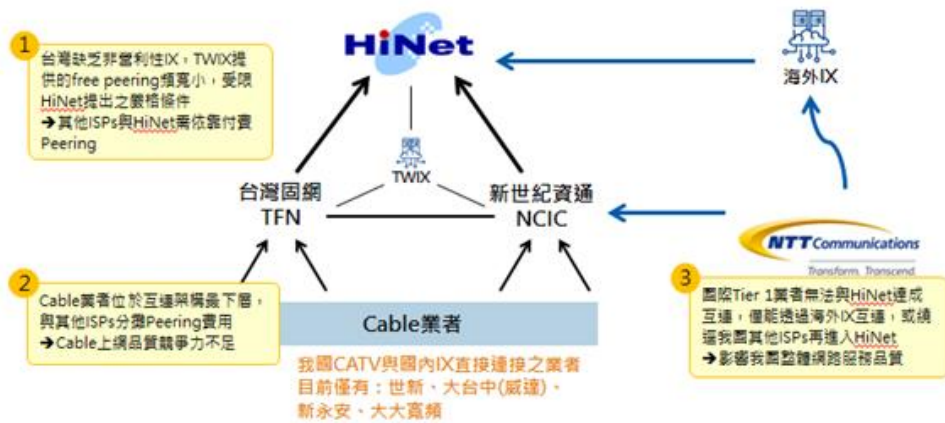 1
台灣缺乏非營利性IX，TWIX提
供的free peering頻寬小，受限
HiNet提出之嚴格條件
→其他ISPs與HiNet需依靠付費
Peering
HiNet
海外IX
TWIX
台灣固網
TFN
新世紀資通
NCIC
NTT Communications
Transform. Transcend.
2
Cable業者位於互連架構最下層，
與其他ISPs分攤Peering費用
→Cable上網品質競爭力不足
Cable業者
我國CATV與國內IX直接連接之業者
目前僅有：世新、大台中(威達)、
新永安、大大寬頻
3
國際Tier 1業者無法與HiNet達成
互連，僅能透過海外IX互連，或繞
道我國其他ISPs再進入HiNet
→影響我國整體網路服務品質